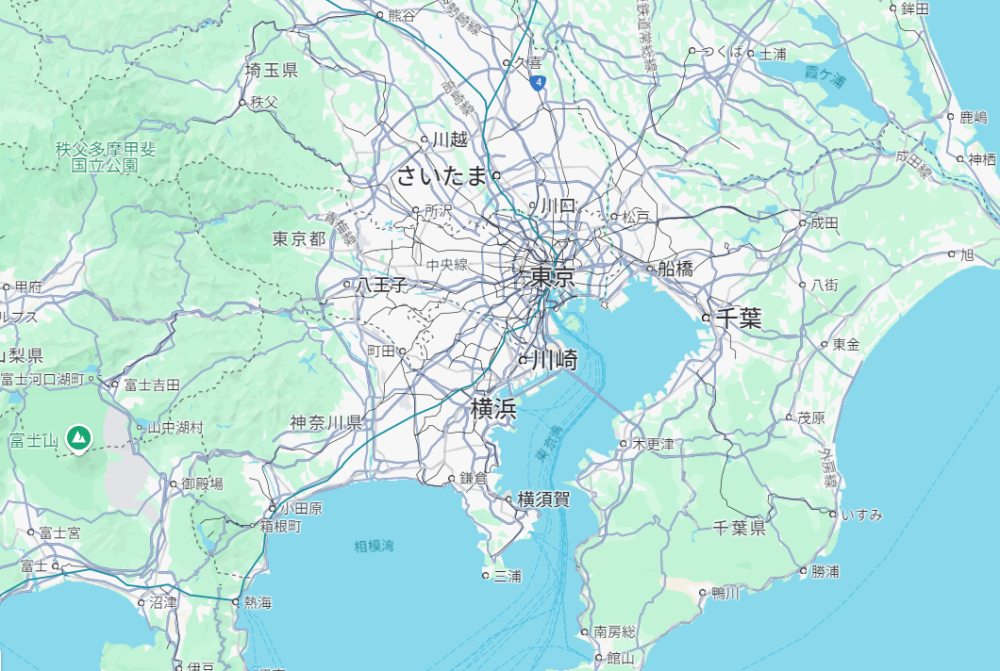 熊谷
鉾田
久喜
つくば
土浦
霞ケ浦
埼玉県
4
高崎線
秩父
鹿嶋
川越
秩父多摩甲斐
国立公園
神栖
成田線
さいたま
川口
所沢
松戸
成田
青梅線
東京都
旭
中央線
船橋
東京
甲府
八王子
八街
ルプス
千葉
東金
山梨県
町田
川崎
富士河口湖町
富士吉田
横浜
神奈川県
茂原
山中湖村
富士山
東京湾
木更津
外房線
鎌倉
御殿場
横須賀
小田原
いすみ
箱根町
千葉県
富士宮
相模湾
富士
三浦
勝浦
鴨川
沼津
熱海
南房総
館山
伊豆